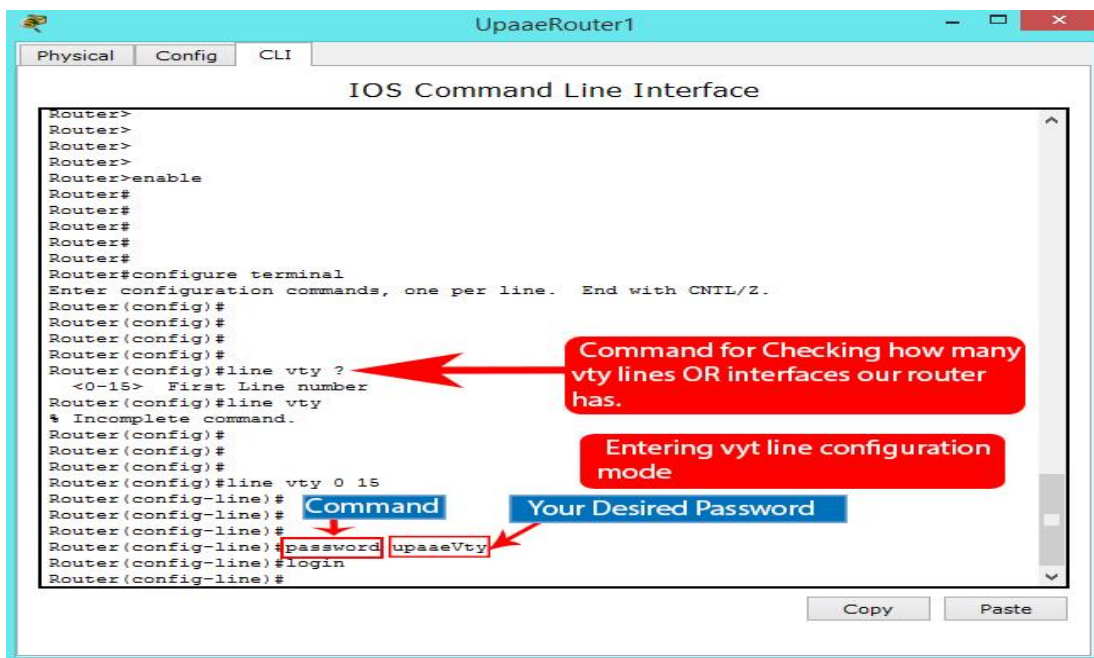 UpaaeRouter1
Physical Config CLI
IOS Command Line Interface
Router>
Router>
Router>
Router>
Router>enable
Router#
Router#
Router#
Router#
Router#
Router#configure terminal
Enter configuration commands, one per line.  End with CNTL/Z.
Router(config)#
Router(config)#
Router(config)#
Router(config)#
Router(config)#line vty ?
  <0-15>  First Line number
Router(config)#line vty
% Incomplete command.
Router(config)#
Router(config)#
Router(config)#
Router(config)#line vty 0 15
Router(config-line)#
Router(config-line)#
Router(config-line)#
Router(config-line)#password upaaeVty
Router(config-line)#login
Router(config-line)#
Command for Checking how many
vty lines OR interfaces our router
has.
Entering vyt line configuration
mode
Command
Your Desired Password
Copy Paste